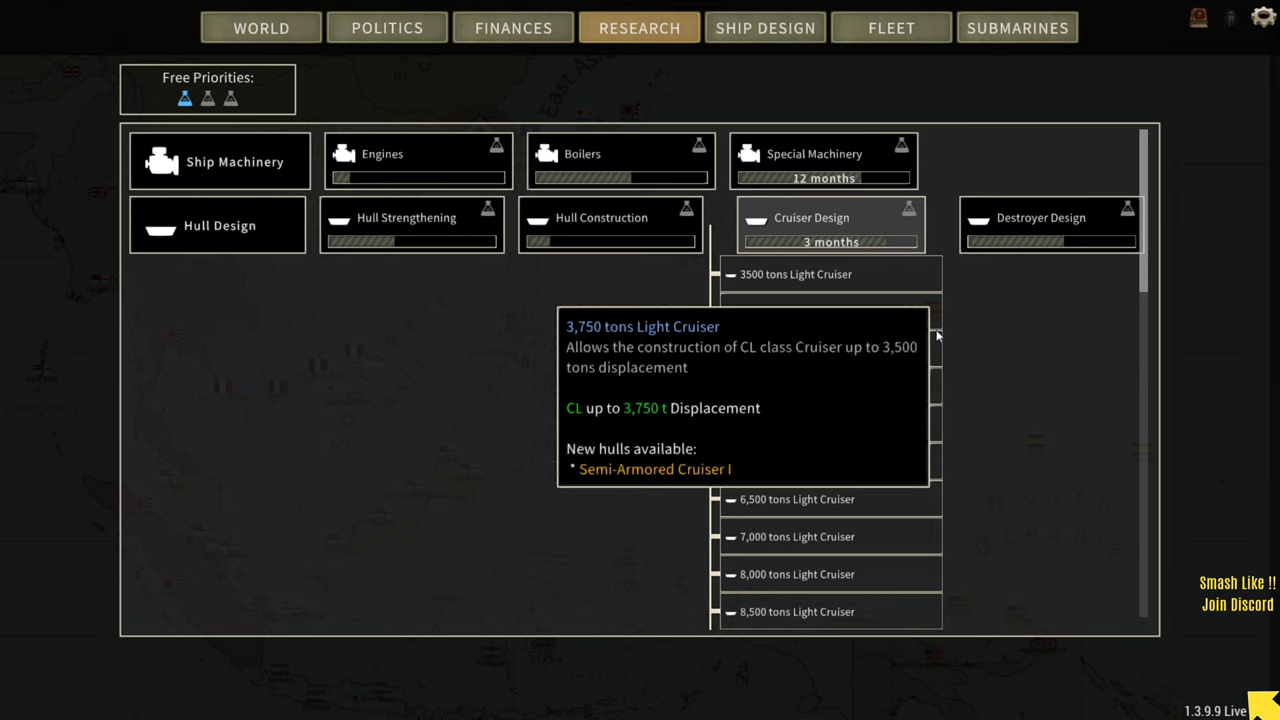 WORLD
POLITICS
FINANCES
RESEARCH
SHIP DESIGN
FLEET
SUBMARINES
Free Priorities:
Ship Machinery
Engines
Boilers
Special Machinery
12 months
Hull Design
Hull Strengthening
Hull Construction
Cruiser Design
3 months
Destroyer Design
3500 tons Light Cruiser
3,750 tons Light Cruiser
Allows the construction of CL class Cruiser up to 3,500
tons displacement
CL up to 3,750 t Displacement
New hulls available:
* Semi-Armored Cruiser I
6,500 tons Light Cruiser
7,000 tons Light Cruiser
8,000 tons Light Cruiser
8,500 tons Light Cruiser
North
Oceania
East Asia
Smash Like !!
Join Discord
1.3.9.9 Live